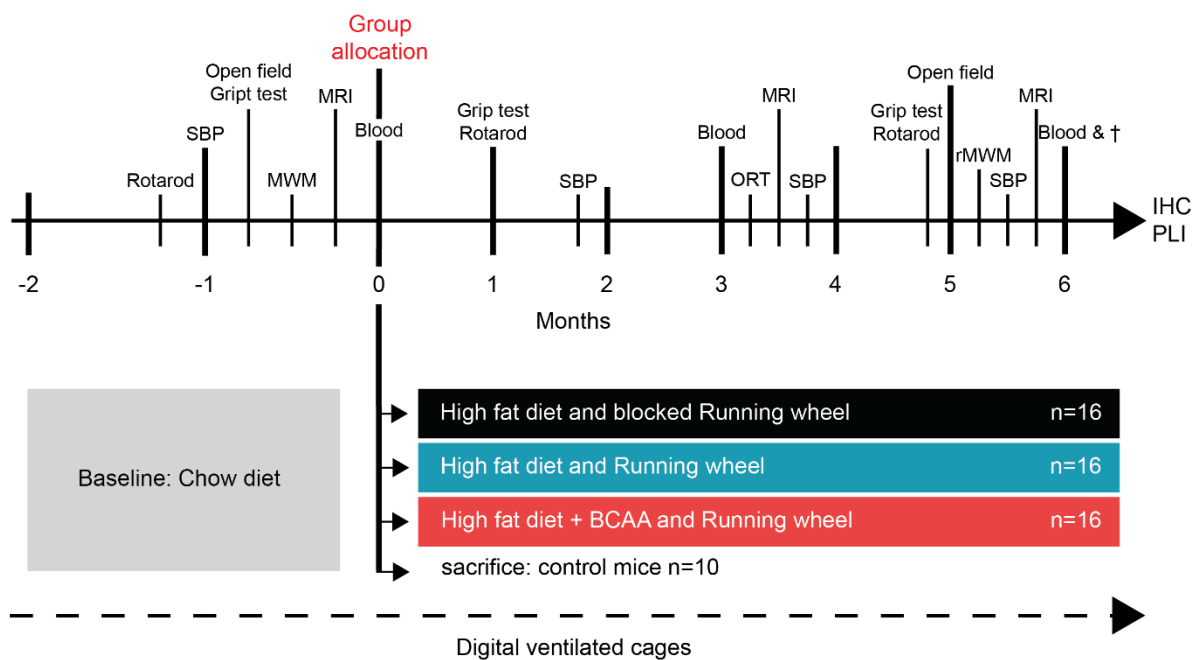 Group
allocation
Open field
Gript test
MRI
SBP
Blood
Rotarod
MWM
Grip test
Rotarod
SBP
Blood
ORT
MRI
SBP
Open field
Grip test
Rotarod
rMWM
SBP
MRI
Blood & †
IHC
PLI
-2
-1
0
1
2
3
4
5
6
Months
Baseline: Chow diet
High fat diet and blocked Running wheel n=16
High fat diet and Running wheel n=16
High fat diet + BCAA and Running wheel n=16
sacrifice: control mice n=10
Digital ventilated cages